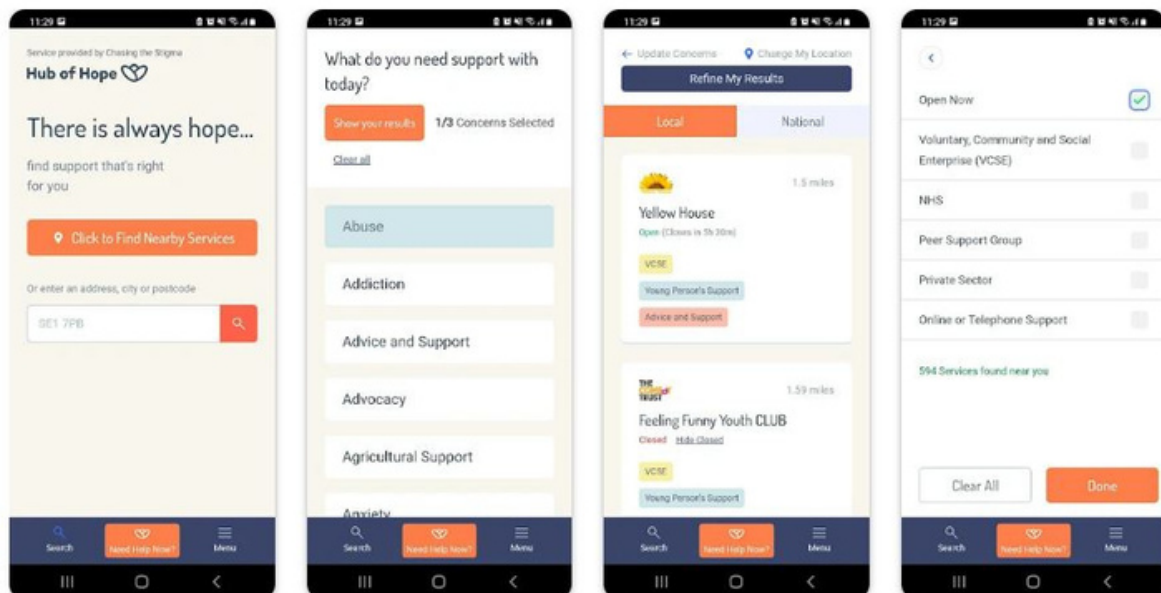 11:29
Service provided by Chasing the Stigma
Hub of Hope
There is always hope...
find support that's right
for you
Click to Find Nearby Services
Or enter an address, city or postcode
SE1 7PB
Search
Need Help Now?
Menu
11:29
What do you need support with
today?
Show your results
1/3 Concerns Selected
Clear all
Abuse
Addiction
Advice and Support
Advocacy
Agricultural Support
Anxiety
Search
Need Help Now?
Menu
11:29
Update Concerns
Change My Location
Refine My Results
Local
National
1.5 miles
Yellow House
Open (Closes in 5h 30m)
VCSE
Young Person's Support
Advice and Support
THE
TRUST
1.59 miles
Feeling Funny Youth CLUB
Closed Hide Closed
VCSE
Young Person's Support
Search
Need Help Now?
Menu
11:29
Open Now
Voluntary, Community and Social
Enterprise (VCSE)
NHS
Peer Support Group
Private Sector
Online or Telephone Support
594 Services found near you
Clear All
Done
Search
Need Help Now?
Menu